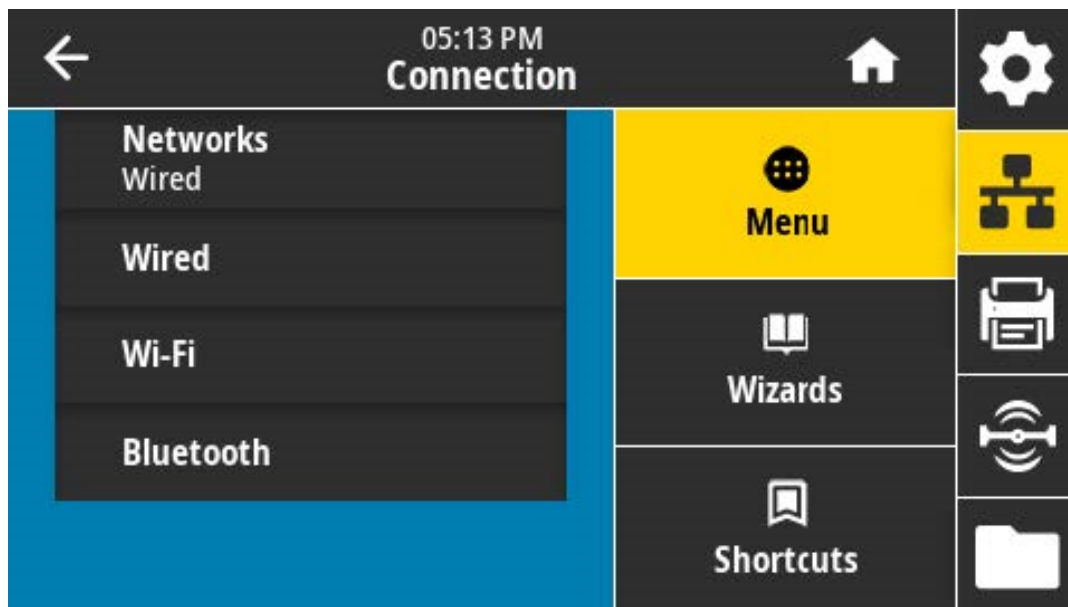 05:13 PM
Connection
Networks
Wired
Wired
Wi-Fi
Bluetooth
Menu
Wizards
Shortcuts